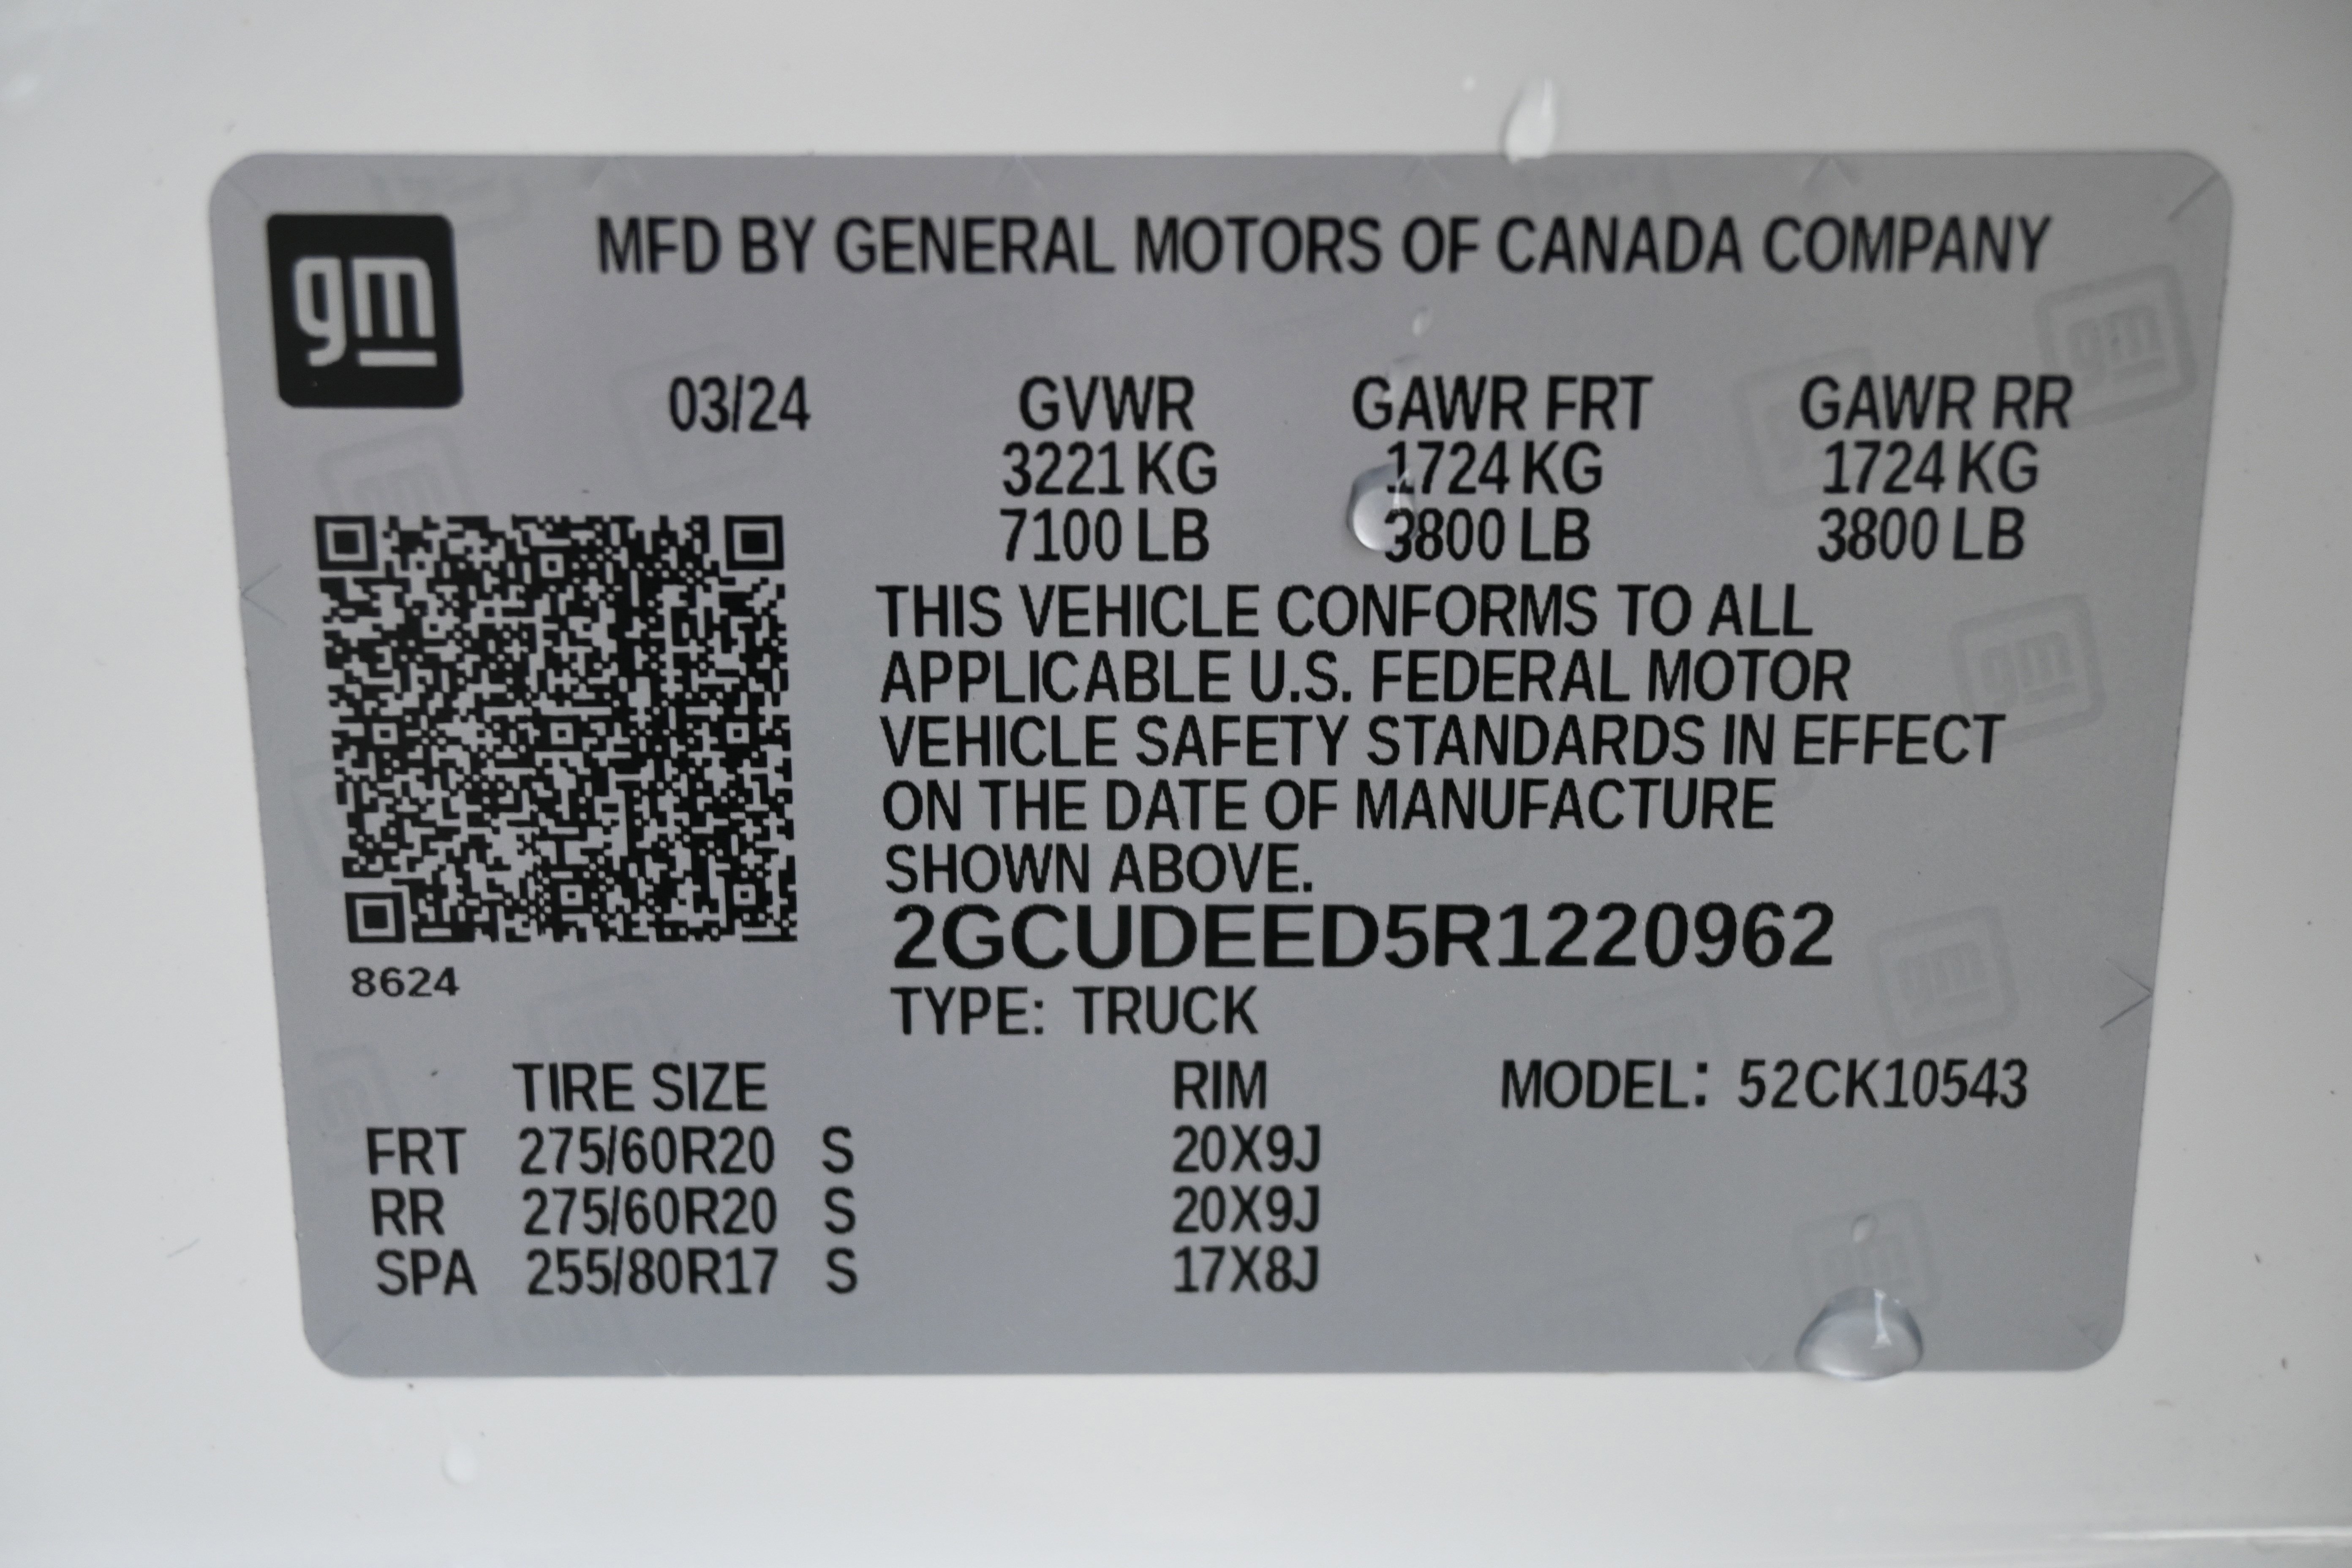 gm
MFD BY GENERAL MOTORS OF CANADA COMPANY
03/24 GVWR GAWR FRT GAWR RR
3221 KG 1724 KG 1724 KG
7100 LB 3800 LB 3800 LB
THIS VEHICLE CONFORMS TO ALL
APPLICABLE U.S. FEDERAL MOTOR
VEHICLE SAFETY STANDARDS IN EFFECT
ON THE DATE OF MANUFACTURE
SHOWN ABOVE.
2GCUDEED5R1220962
8624
TYPE: TRUCK
TIRE SIZE RIM MODEL: 52CK10543
FRT 275/60R20 S 20X9J
RR 275/60R20 S 20X9J
SPA 255/80R17 S 17X8J